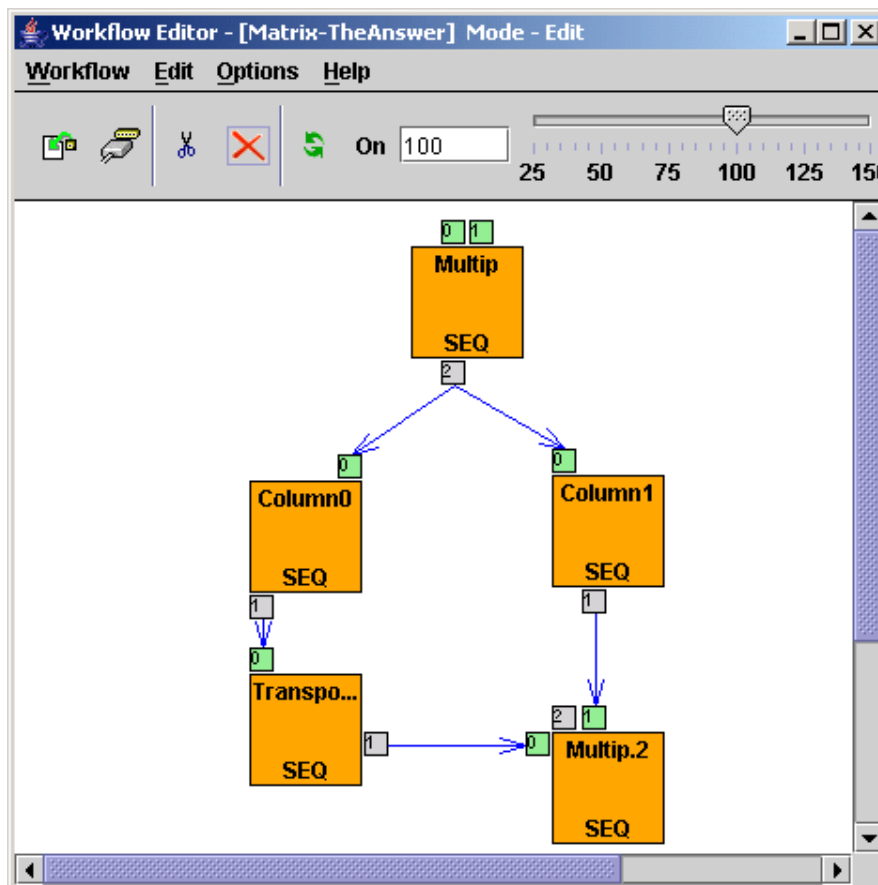 Workflow Editor - [Matrix-TheAnswer] Mode - Edit
Workflow Edit Options Help
On 100
25 50 75 100 125 150
0 1
Multip
SEQ
2
0 0
Column0 Column1
SEQ SEQ
1 1
0
Transpo...
SEQ
1
2 1
0
Multip.2
SEQ